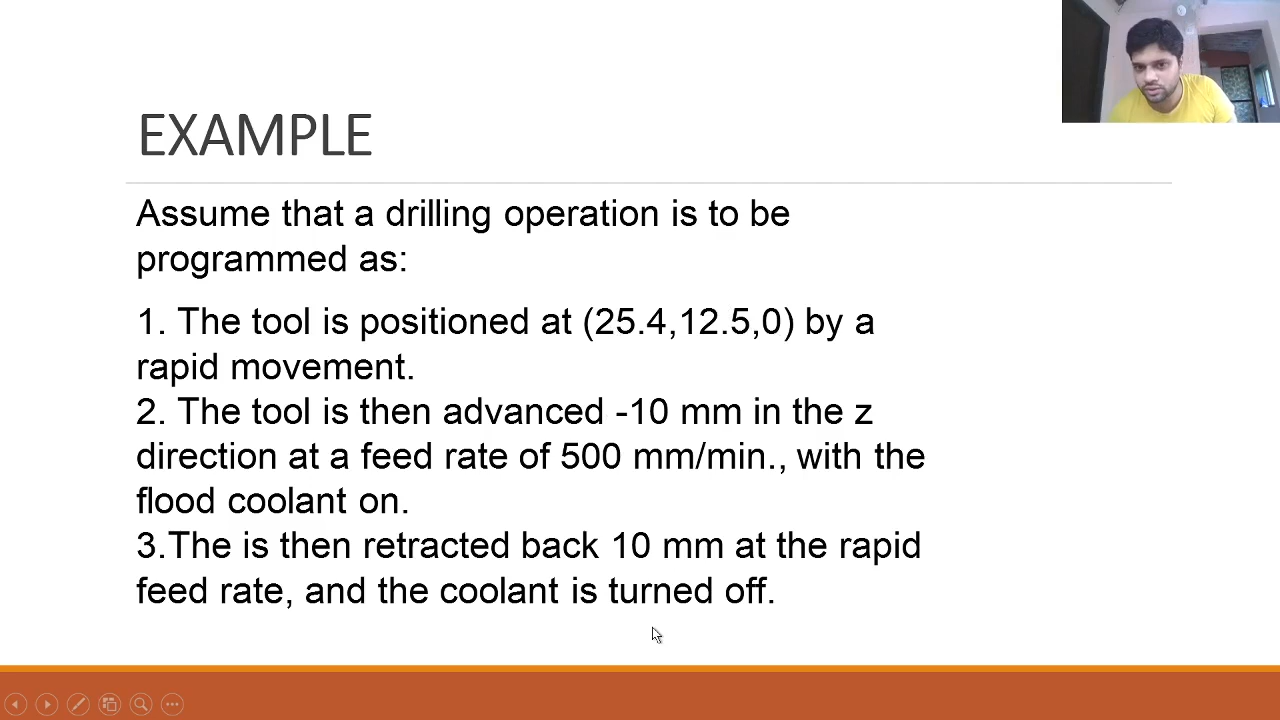 EXAMPLE
Assume that a drilling operation is to be
programmed as:
1. The tool is positioned at (25.4,12.5,0) by a
rapid movement.
2. The tool is then advanced -10 mm in the z
direction at a feed rate of 500 mm/min., with the
flood coolant on.
3.The is then retracted back 10 mm at the rapid
feed rate, and the coolant is turned off.